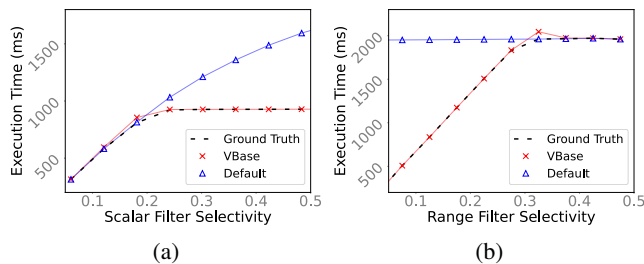 Execution Time (ms)
1500
1000
500
Ground Truth
VBase
Default
0.1 0.2 0.3 0.4 0.5
Scalar Filter Selectivity
(a)
Execution Time (ms)
2000
1500
1000
500
Ground Truth
VBase
Default
0.1 0.2 0.3 0.4 0.5
Range Filter Selectivity
(b)